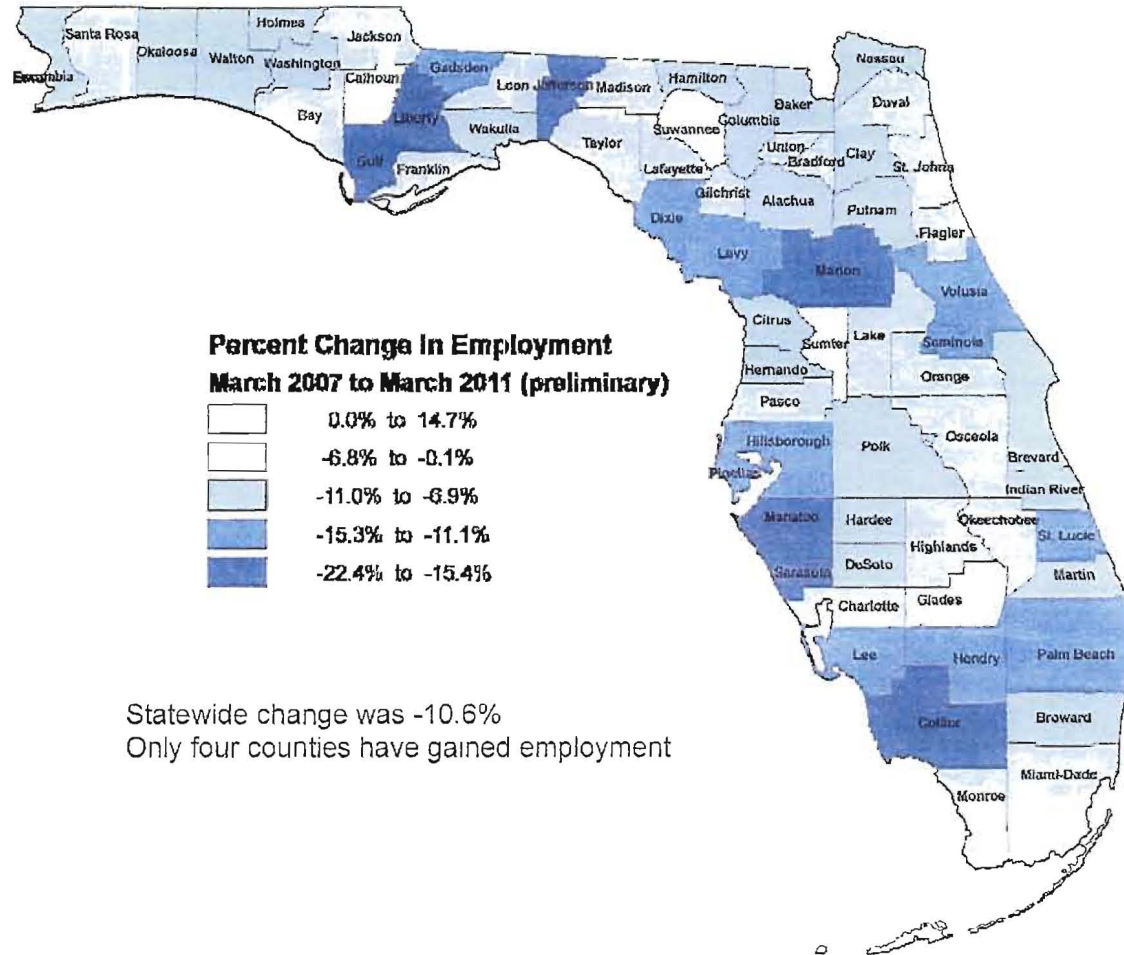 Holmes
Santa Rosa
Jackson
Okaloosa
Walton
Washington
Escambia
Calhoun
Bay
Gadsden
Leon
Jefferson
Madison
Hamilton
Nassau
Liberty
Wakulla
Gulf
Franklin
Taylor
Suwannee
Columbia
Baker
Duval
Union
Bradford
Clay
St. Johns
Lafayette
Gilchrist
Alachua
Putnam
Dixie
Flagler
Levy
Marion
Volusia
Citrus
Sumter
Lake
Seminole
Hernando
Orange
Pasco
Osceola
Hillsborough
Polk
Brevard
Pinellas
Indian River
Manatee
Hardee
Okeechobee
St. Lucie
Highlands
Sarasota
DeSoto
Martin
Charlotte
Glades
Lee
Hendry
Palm Beach
Collier
Broward
Monroe
Miami-Dade
Percent Change In Employment
March 2007 to March 2011 (preliminary)
0.0% to 14.7%
-6.8% to -0.1%
-11.0% to -6.9%
-15.3% to -11.1%
-22.4% to -15.4%
Statewide change was -10.6%
Only four counties have gained employment